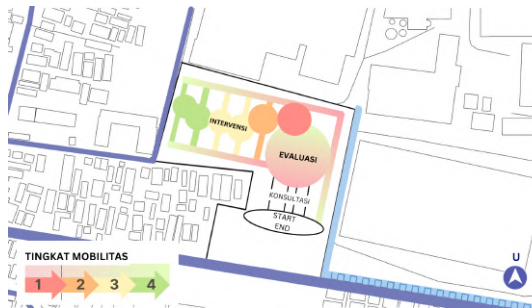 INTERVENSI
EVALUASI
KONSULTASI
START
END
TINGKAT MOBILITAS
1 2 3 4
U